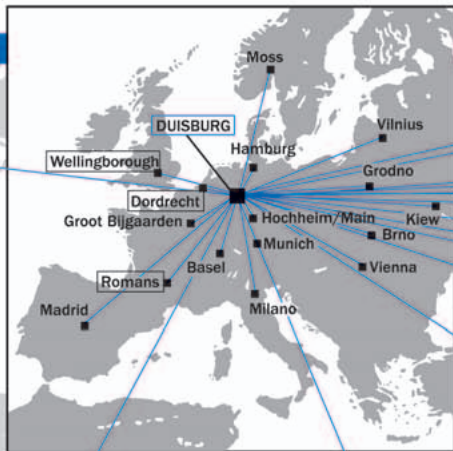 Moss
DUISBURG
Vilnius
Hamburg
Wellingborough
Grodno
Dordrecht
Groot Bijgaarden
Hochheim/Main
Kiew
Brno
Munich
Basel
Vienna
Romans
Madrid
Milano